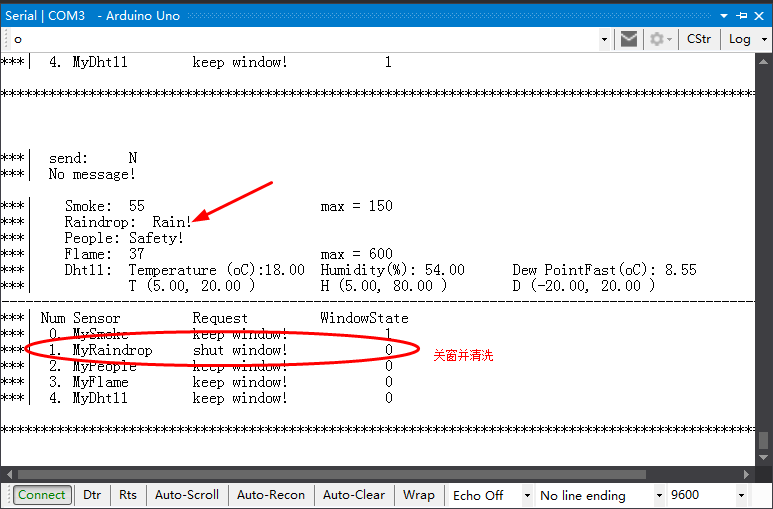 Serial | COM3 - Arduino Uno
o CStr Log
*** | 4. MyDht11 keep window! 1
***********************************************************************************************
*** | send: N
*** | No message!
*** | Smoke: 55 max = 150
*** | Raindrop: Rain!
*** | People: Safety!
*** | Flame: 37 max = 600
*** | Dht11: Temperature (oC):18.00 Humidity(%): 54.00 Dew PointFast(oC): 8.55
*** | T (5.00, 20.00 ) H (5.00, 80.00 ) D (-20.00, 20.00 )
-----------------------------------------------------------------------------------------------
*** | Num Sensor Request WindowState
*** | 0. MySmoke keep window! 1
*** | 1. MyRaindrop shut window! 0 关窗并清洗
*** | 2. MyPeople keep window! 0
*** | 3. MyFlame keep window! 0
*** | 4. MyDht11 keep window! 0
***********************************************************************************************
Connect Dtr Rts Auto-Scroll Auto-Recon Auto-Clear Wrap Echo Off No line ending 9600